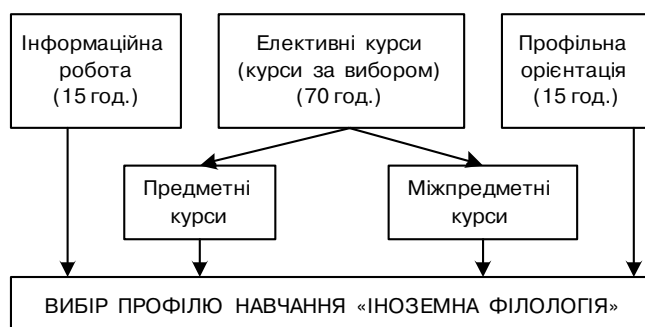 Інформаційна
робота
(15 год.)
Елективні курси
(курси за вибором)
(70 год.)
Профільна
орієнтація
(15 год.)
Предметні
курси
Міжпредметні
курси
ВИБІР ПРОФІЛЮ НАВЧАННЯ «ІНОЗЕМНА ФІЛОЛОГІЯ»